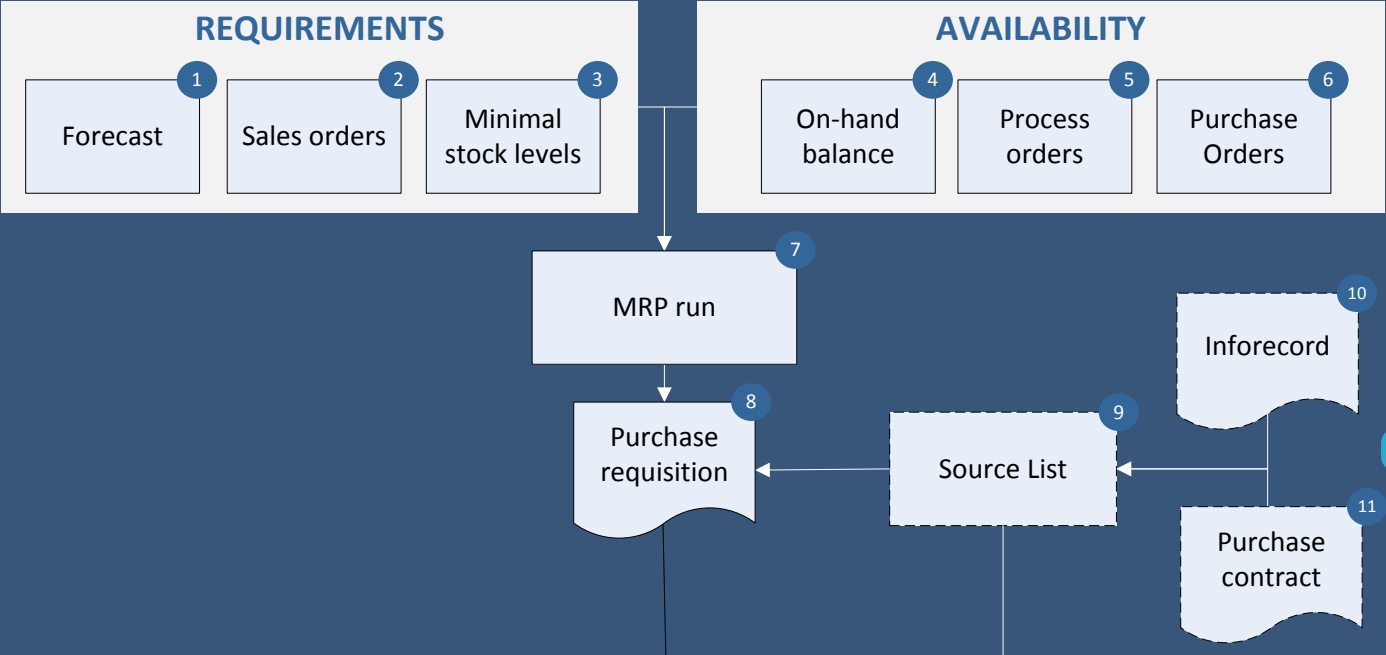 REQUIREMENTS
AVAILABILITY
1
2
3
4
5
6
Forecast
Sales orders
Minimal
stock levels
On-hand
balance
Process
orders
Purchase
Orders
7
MRP run
10
Inforecord
8
Purchase
requisition
9
Source List
11
Purchase
contract